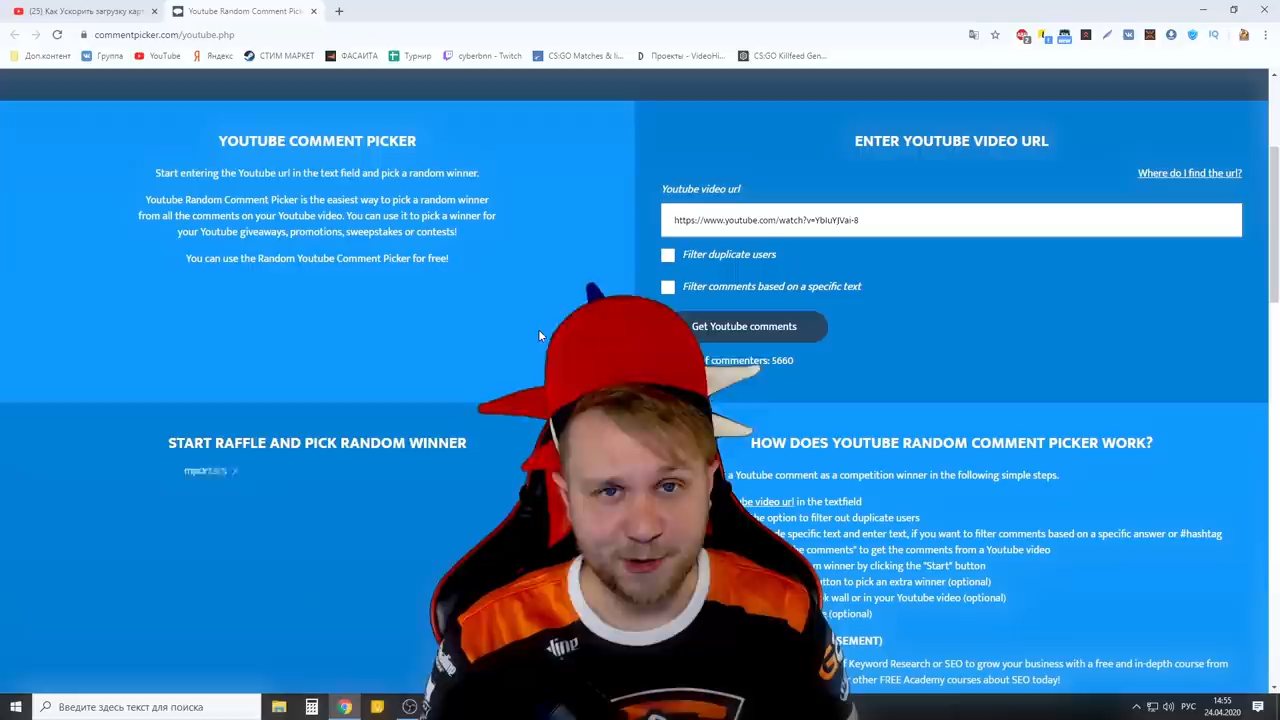 (25) Как Ускорить загрузку карт
Youtube Random Comment Pick
commentpicker.com/youtube.php
Доп.контент
Группа
YouTube
Яндекс
СТИМ МАРКЕТ
ФАСАИТА
Турнир
cyberbnn - Twitch
CS:GO Matches & li...
Проекты - VideoHi...
CS:GO Killfeed Gen...
YOUTUBE COMMENT PICKER
Start entering the Youtube url in the text field and pick a random winner.
Youtube Random Comment Picker is the easiest way to pick a random winner
from all the comments on your Youtube video. You can use it to pick a winner for
your Youtube giveaways, promotions, sweepstakes or contests!
You can use the Random Youtube Comment Picker for free!
ENTER YOUTUBE VIDEO URL
Where do I find the url?
Youtube video url
https://www.youtube.com/watch?v=YbIuYJVai-8
Filter duplicate users
Filter comments based on a specific text
Get Youtube comments
of commenters: 5660
START RAFFLE AND PICK RANDOM WINNER
HOW DOES YOUTUBE RANDOM COMMENT PICKER WORK?
a Youtube comment as a competition winner in the following simple steps.
be video url in the textfield
the option to filter out duplicate users
de specific text and enter text, if you want to filter comments based on a specific answer or #hashtag
e comments" to get the comments from a Youtube video
m winner by clicking the "Start" button
utton to pick an extra winner (optional)
k wall or in your Youtube video (optional)
e (optional)
SEMENT)
f Keyword Research or SEO to grow your business with a free and in-depth course from
r other FREE Academy courses about SEO today!
Введите здесь текст для поиска
РУС
14:55
24.04.2020